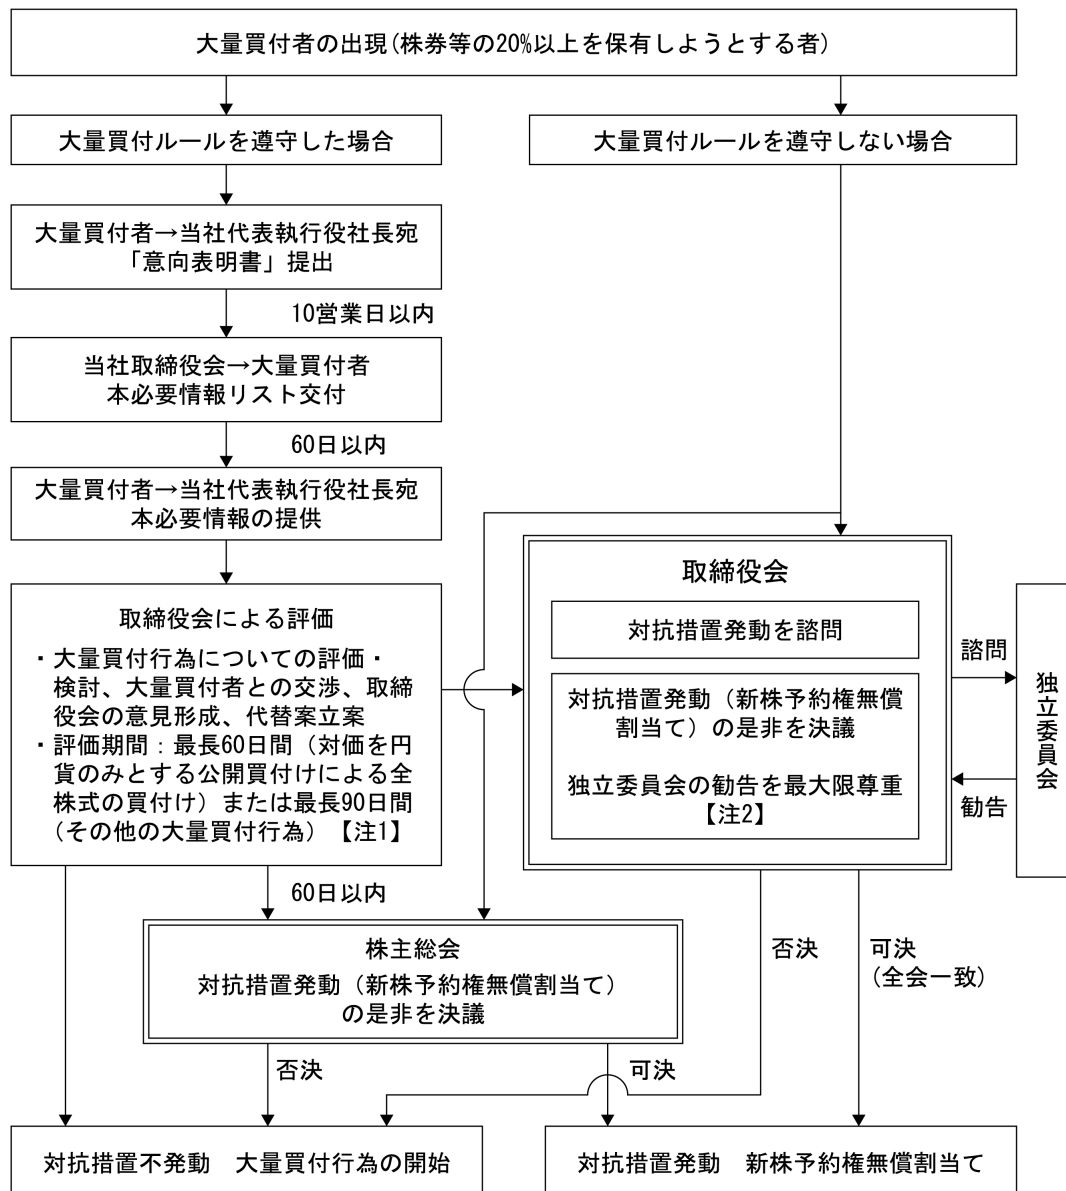 大量買付者の出現(株券等の20%以上を保有しようとする者)
大量買付ルールを遵守した場合
大量買付ルールを遵守しない場合
大量買付者→当社代表執行役社長宛
「意向表明書」提出
10営業日以内
当社取締役会→大量買付者
本必要情報リスト交付
60日以内
大量買付者→当社代表執行役社長宛
本必要情報の提供
取締役会による評価
・大量買付行為についての評価・
検討、大量買付者との交渉、取締
役会の意見形成、代替案立案
・評価期間：最長60日間（対価を円
貨のみとする公開買付けによる全
株式の買付け）または最長90日間
（その他の大量買付行為）【注1】
取締役会
対抗措置発動を諮問
対抗措置発動（新株予約権無償
割当て）の是非を決議
独立委員会の勧告を最大限尊重
【注2】
諮問
勧告
独立委員会
60日以内
株主総会
対抗措置発動（新株予約権無償割当て）
の是非を決議
否決
可決
(全会一致)
否決
可決
対抗措置不発動　大量買付行為の開始
対抗措置発動　新株予約権無償割当て